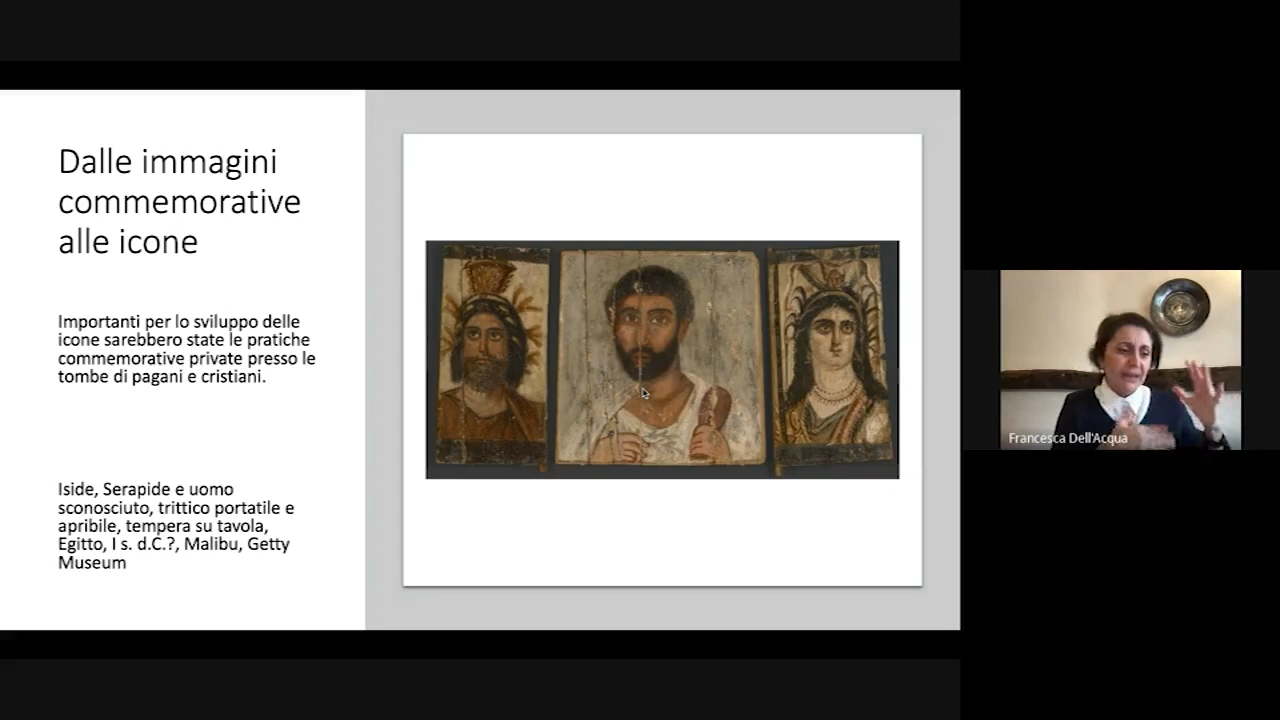 Dalle immagini
commemorative
alle icone
Importanti per lo sviluppo delle
icone sarebbero state le pratiche
commemorative private presso le
tombe di pagani e cristiani.
Iside, Serapide e uomo
sconosciuto, trittico portatile e
apribile, tempera su tavola,
Egitto, I s. d.C.?, Malibu, Getty
Museum
Francesca Dell'Acqua